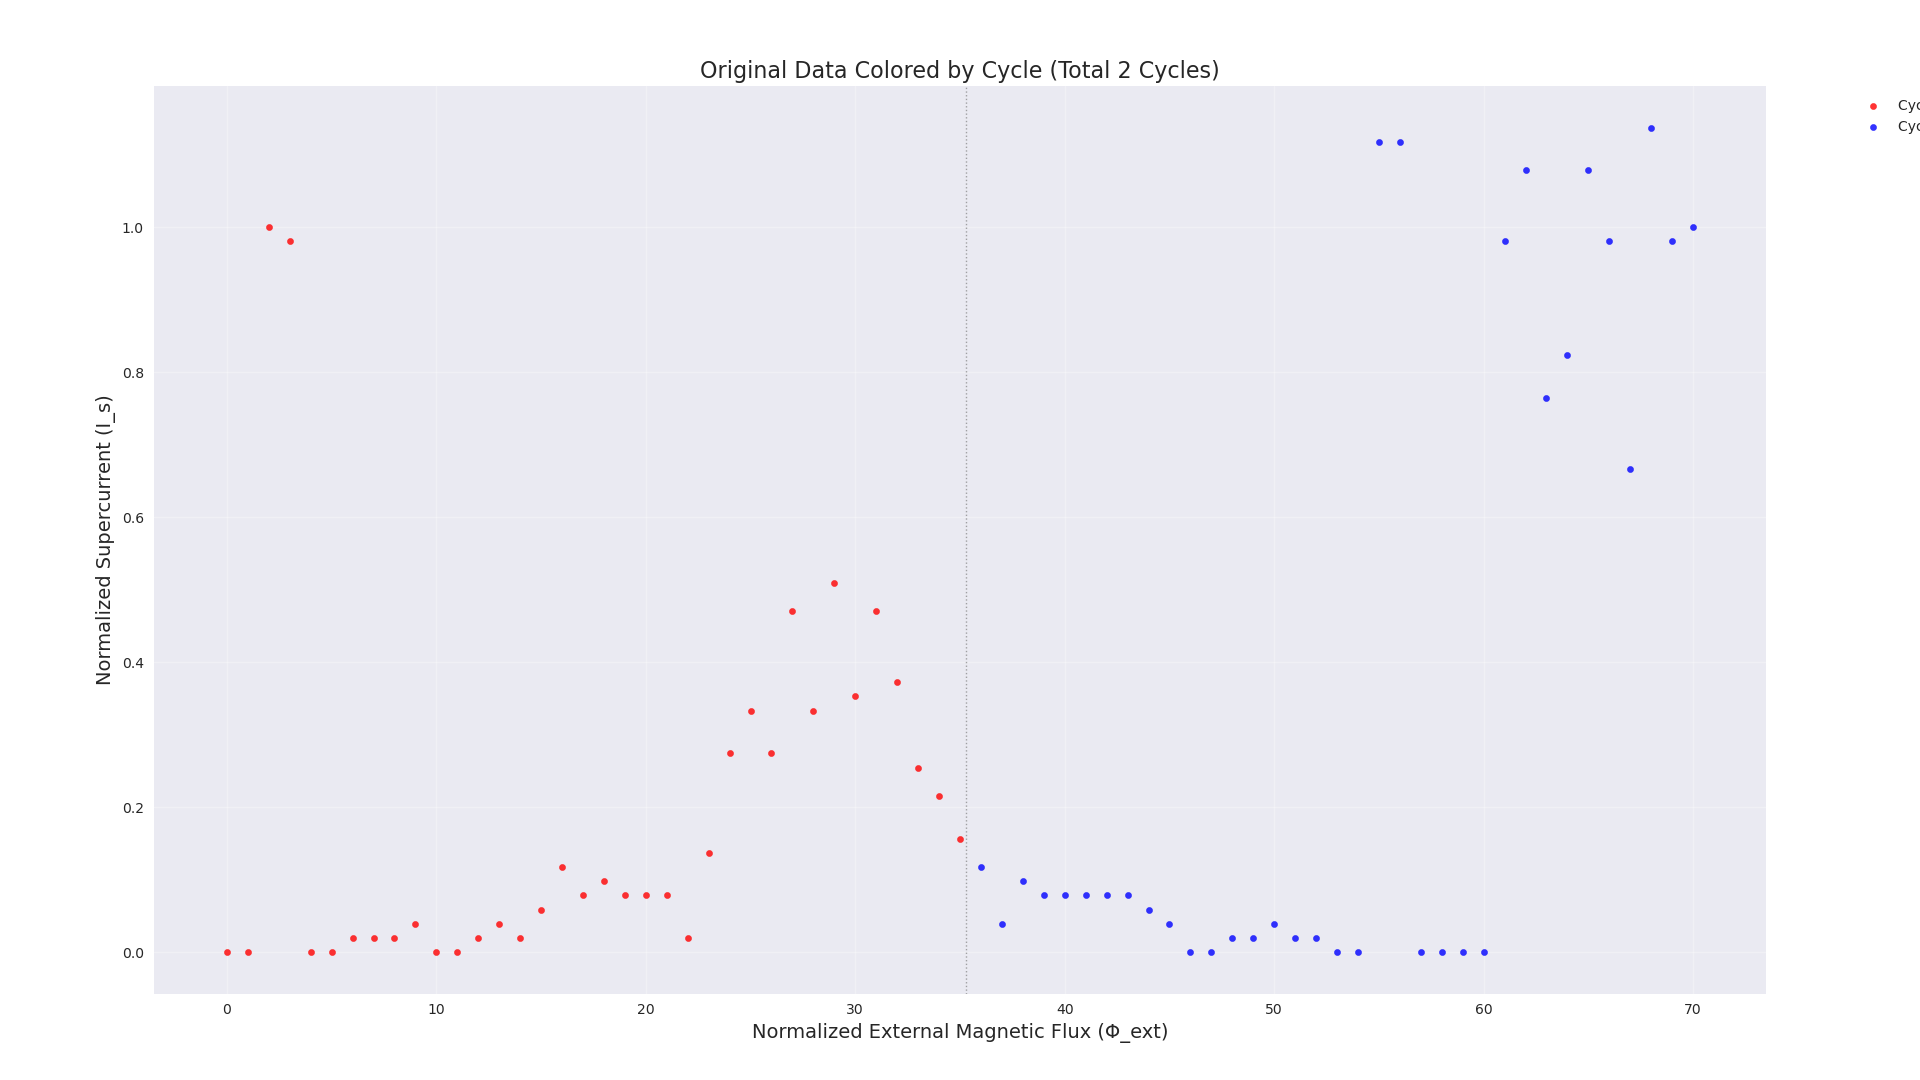 Original Data Colored by Cycle (Total 2 Cycles)
Cyc
Cyc
1.0
0.8
0.6
0.4
0.2
0.0
Normalized Supercurrent (I_s)
0 10 20 30 40 50 60 70
Normalized External Magnetic Flux (Φ_ext)